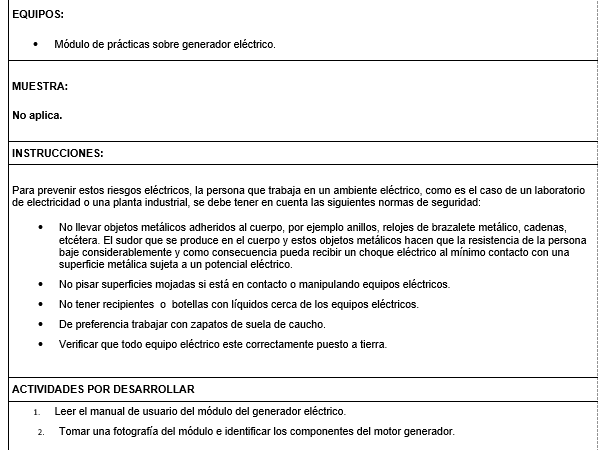 EQUIPOS:
• Módulo de prácticas sobre generador eléctrico.
MUESTRA:
No aplica.
INSTRUCCIONES:
Para prevenir estos riesgos eléctricos, la persona que trabaja en un ambiente eléctrico, como es el caso de un laboratorio
de electricidad o una planta industrial, se debe tener en cuenta las siguientes normas de seguridad:
• No llevar objetos metálicos adheridos al cuerpo, por ejemplo anillos, relojes de brazalete metálico, cadenas,
etcétera. El sudor que se produce en el cuerpo y estos objetos metálicos hacen que la resistencia de la persona
baje considerablemente y como consecuencia pueda recibir un choque eléctrico al mínimo contacto con una
superficie metálica sujeta a un potencial eléctrico.
• No pisar superficies mojadas si está en contacto o manipulando equipos eléctricos.
• No tener recipientes o botellas con líquidos cerca de los equipos eléctricos.
• De preferencia trabajar con zapatos de suela de caucho.
• Verificar que todo equipo eléctrico este correctamente puesto a tierra.
ACTIVIDADES POR DESARROLLAR
1. Leer el manual de usuario del módulo del generador eléctrico.
2. Tomar una fotografía del módulo e identificar los componentes del motor generador.